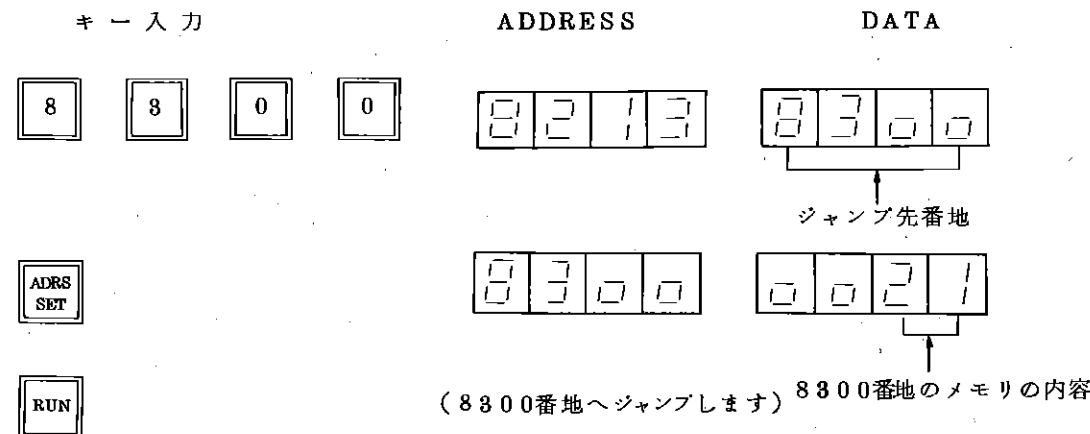 キー入力 ADDRESS DATA
8 3 0 0 8213 8300
ジャンプ先番地
ADRS SET 8300 0021
RUN (8300番地へジャンプします) 8300番地のメモリの内容